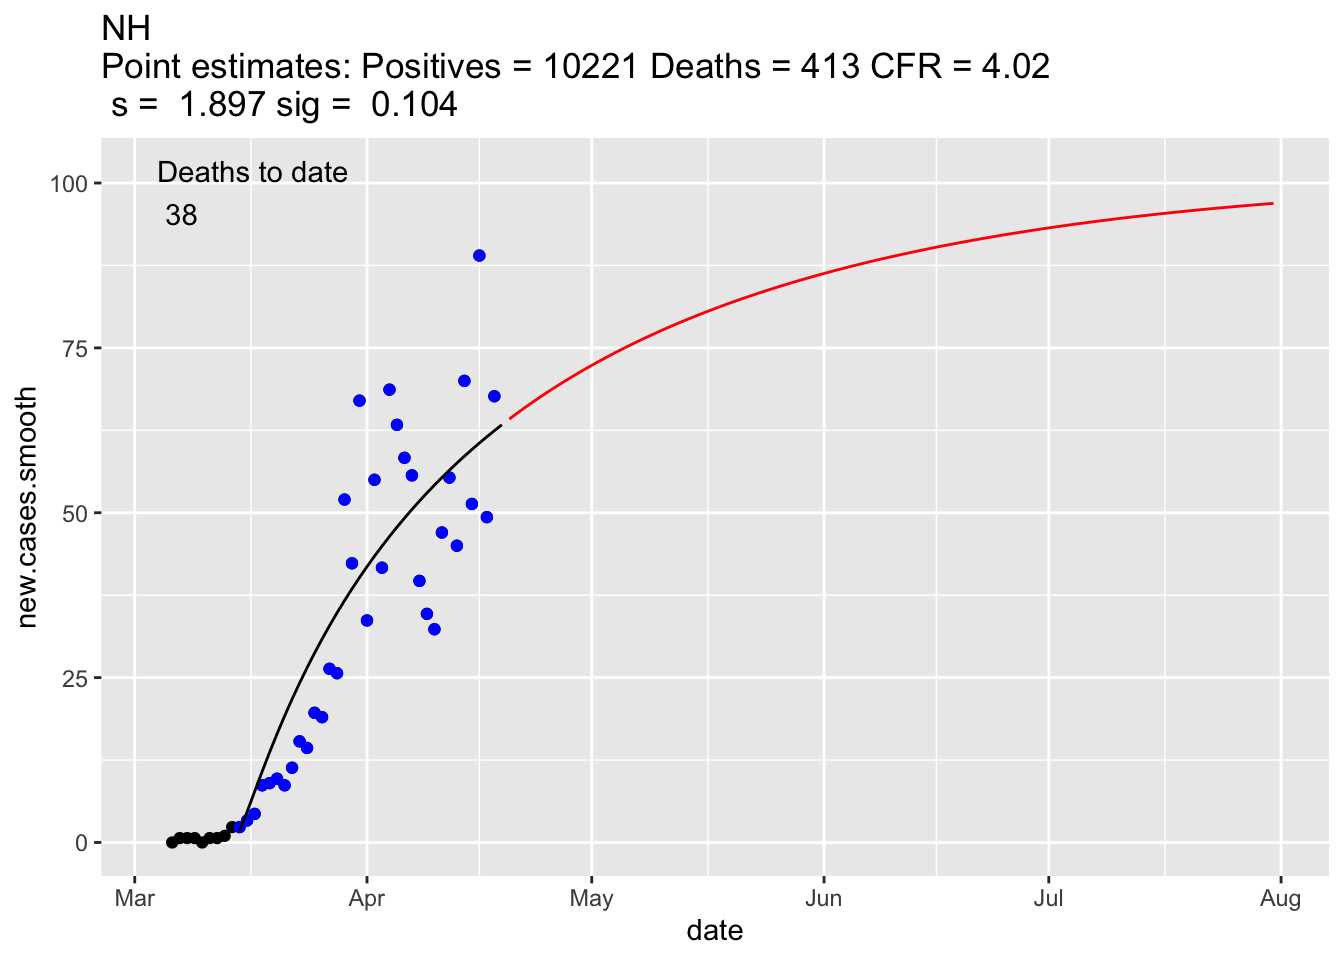 NH
Point estimates: Positives = 10221 Deaths = 413 CFR = 4.02
s = 1.897 sig = 0.104
Deaths to date
38
100
75
50
25
0
new.cases.smooth
Mar Apr May Jun Jul Aug
date